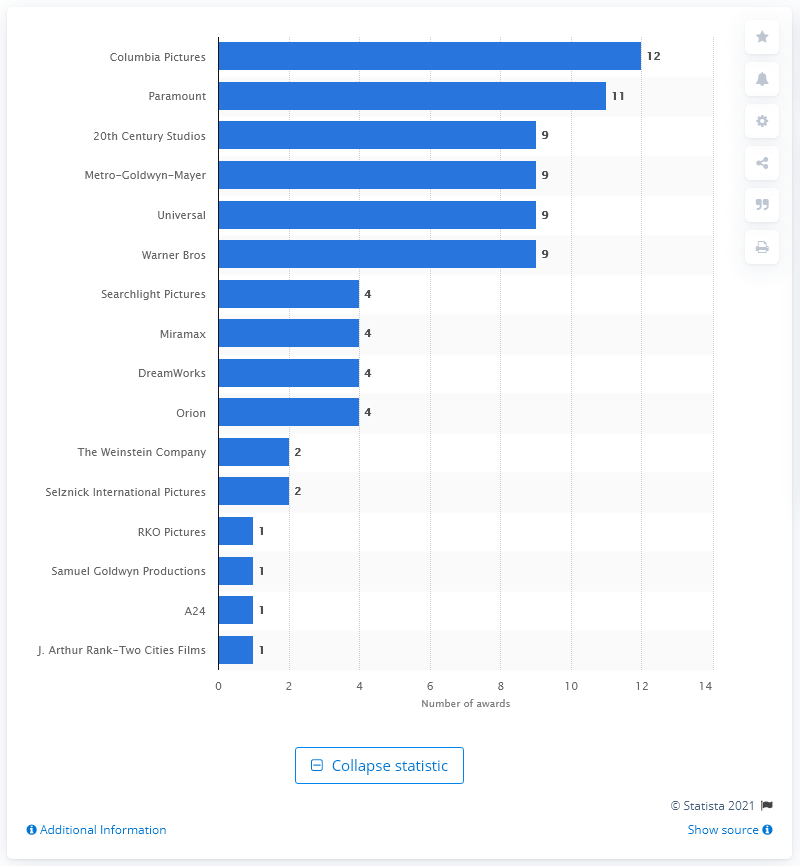 Columbia Pictures 12
Paramount 11
20th Century Studios 9
Metro-Goldwyn-Mayer 9
Universal 9
Warner Bros 9
Searchlight Pictures 4
Miramax 4
DreamWorks 4
Orion 4
The Weinstein Company 2
Selznick International Pictures 2
RKO Pictures 1
Samuel Goldwyn Productions 1
A24 1
J. Arthur Rank-Two Cities Films 1
0 2 4 6 8 10 12 14
Number of awards
Collapse statistic
© Statista 2021
Additional Information Show source